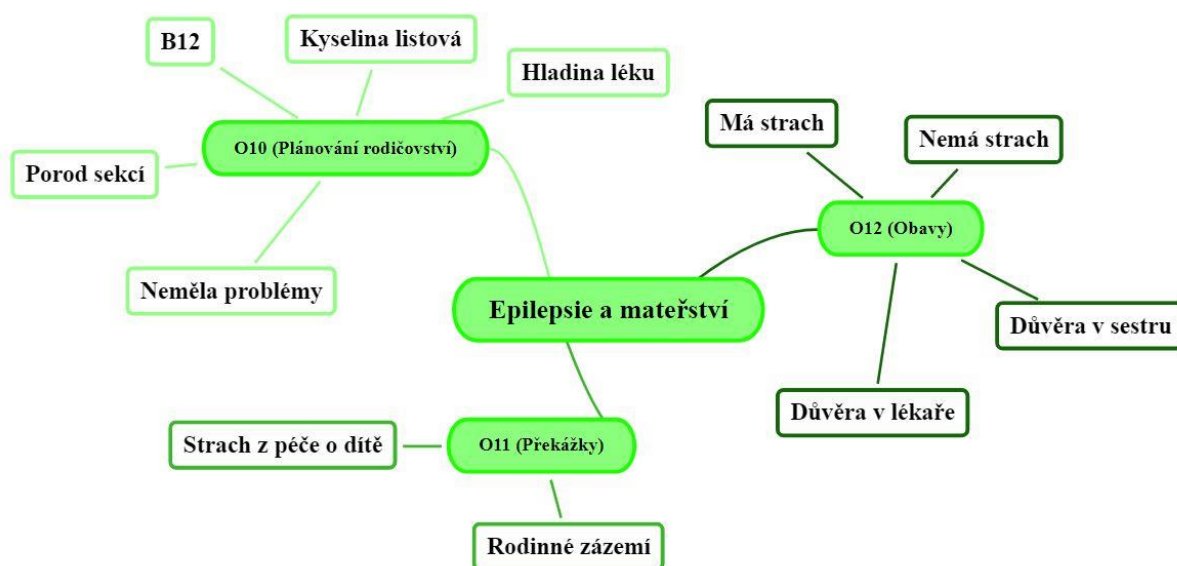 B12
Kyselina listová
Hladina léku
O10 (Plánování rodičovství)
Porod sekcí
Neměla problémy
Má strach
Nemá strach
O12 (Obavy)
Důvěra v sestru
Důvěra v lékaře
Epilepsie a mateřství
O11 (Překážky)
Strach z péče o dítě
Rodinné zázemí